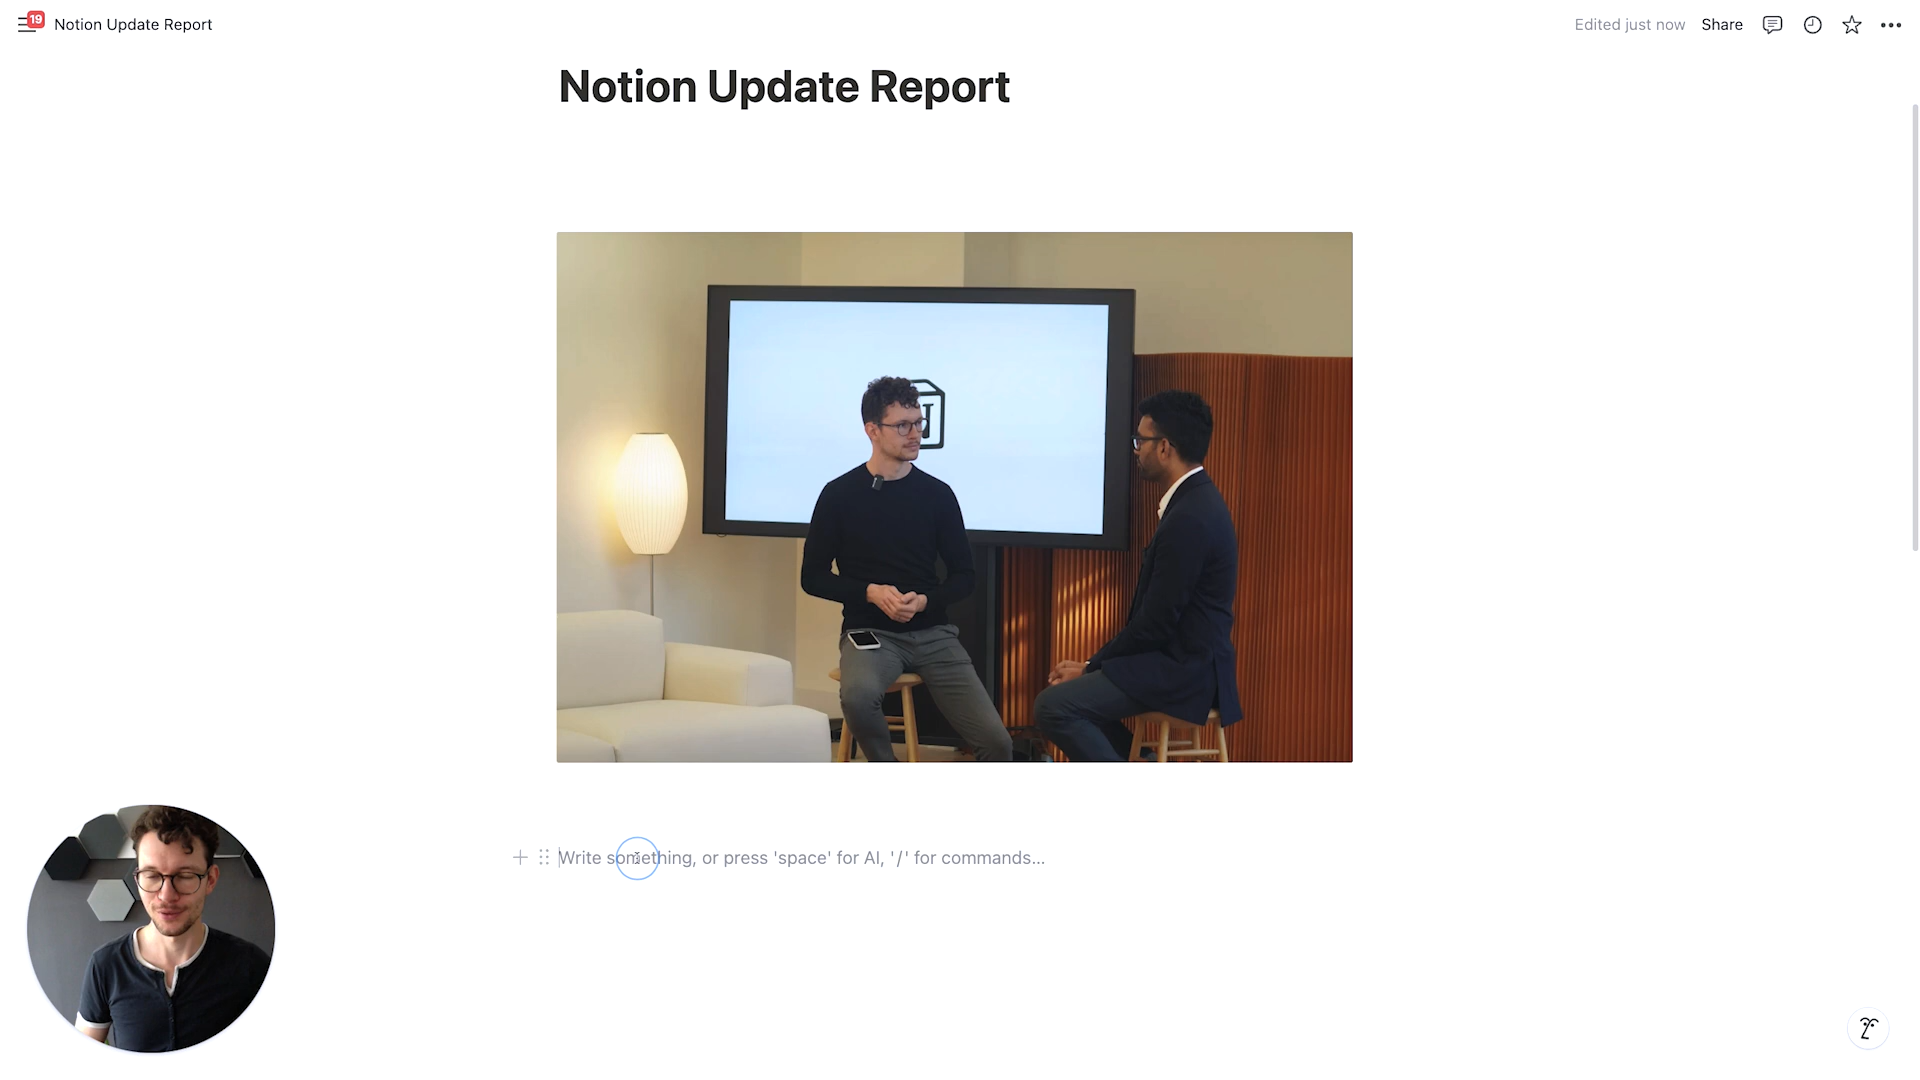 19
Notion Update Report
Edited just now
Share
Notion Update Report
N
Write something, or press 'space' for AI, '/' for commands...